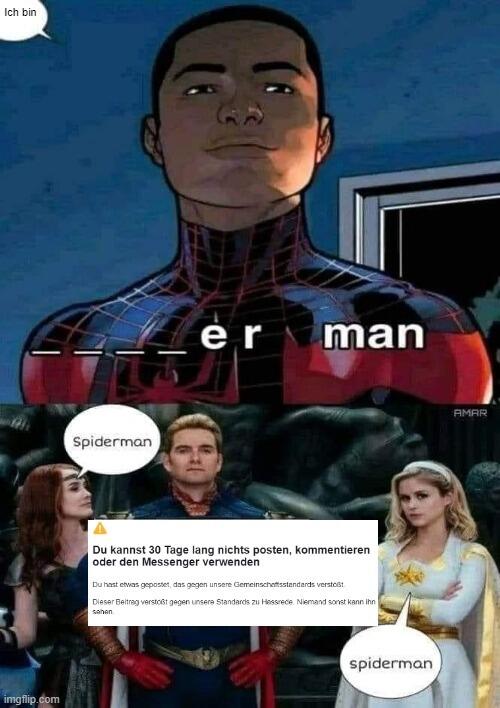 Ich bin
_ _ _ _ e r man
AMAR
Spiderman
Du kannst 30 Tage lang nichts posten, kommentieren
oder den Messenger verwenden
Du hast etwas gepostet, das gegen unsere Gemeinschaftsstandards verstößt.
Dieser Beitrag verstößt gegen unsere Standards zu Hassrede. Niemand sonst kann ihn
sehen.
spiderman
imgflip.com